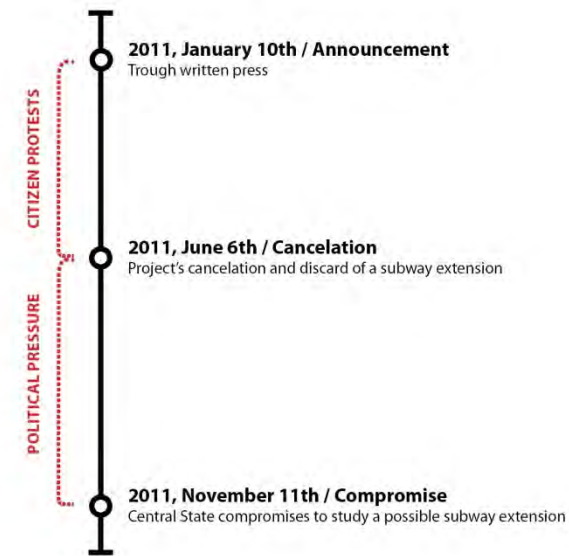 2011, January 10th / Announcement
Trough written press
CITIZEN PROTESTS
2011, June 6th / Cancelation
Project's cancelation and discard of a subway extension
POLITICAL PRESSURE
2011, November 11th / Compromise
Central State compromises to study a possible subway extension